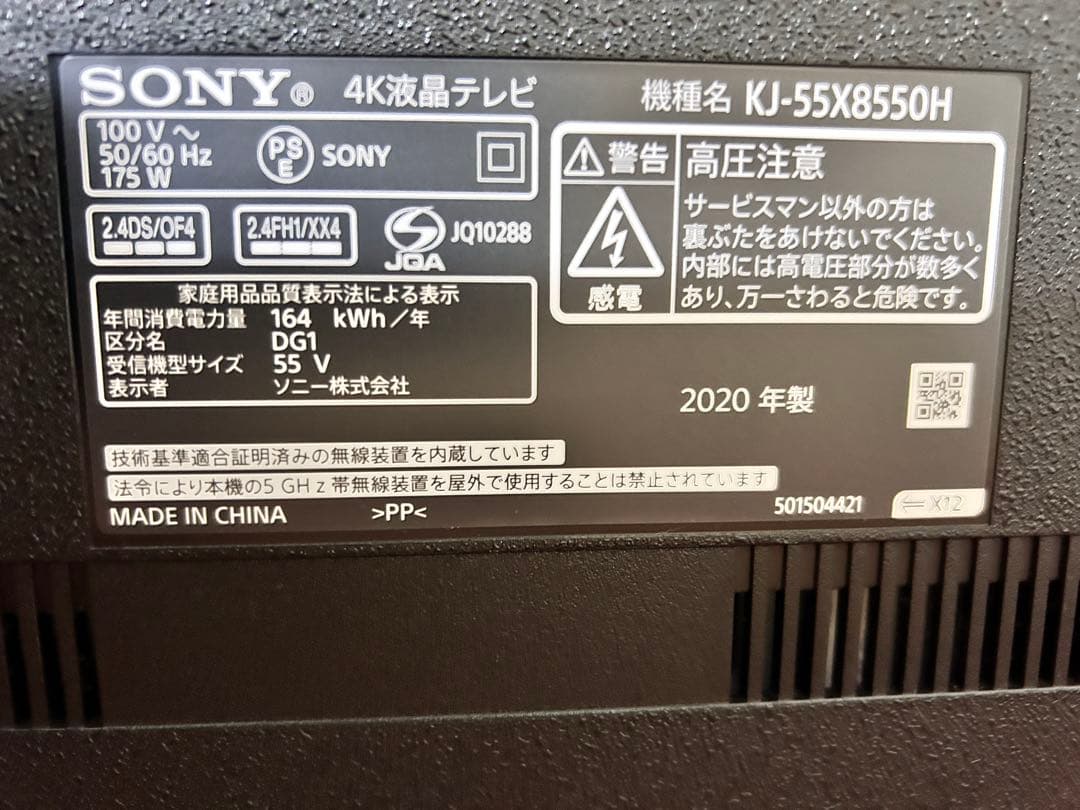 SONY® 4K液晶テレビ
機種名 KJ-55X8550H
100 V ～
50/60 Hz
175 W
PS
E
SONY
2.4DS/OF4
2.4FH1/XX4
JQA
JQ10288
家庭用品品質表示法による表示
年間消費電力量 164 kWh／年
区分名 DG1
受信機型サイズ 55 V
表示者 ソニー株式会社
警告
感電
高圧注意
サービスマン以外の方は
裏ぶたをあけないでください。
内部には高電圧部分が数多く
あり、万一さわると危険です。
2020 年製
技術基準適合証明済みの無線装置を内蔵しています
法令により本機の5 GHｚ帯無線装置を屋外で使用することは禁止されています
MADE IN CHINA >PP< 501504421 ⇐ X12